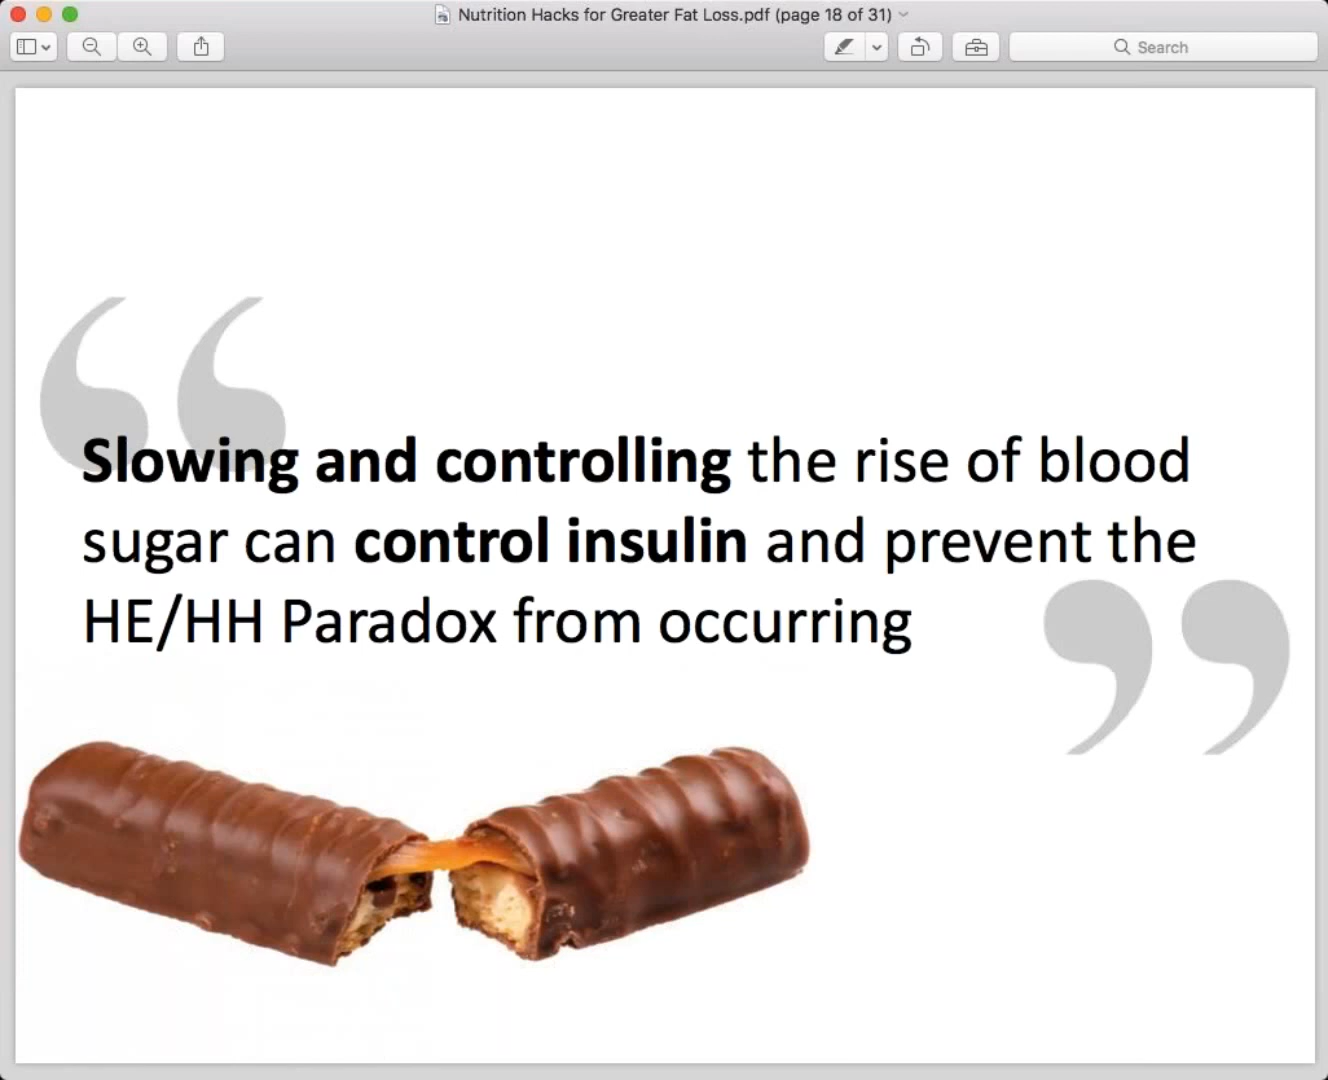 Nutrition Hacks for Greater Fat Loss.pdf (page 18 of 31)
Search
“
Slowing and controlling the rise of blood
sugar can control insulin and prevent the
HE/HH Paradox from occurring
”